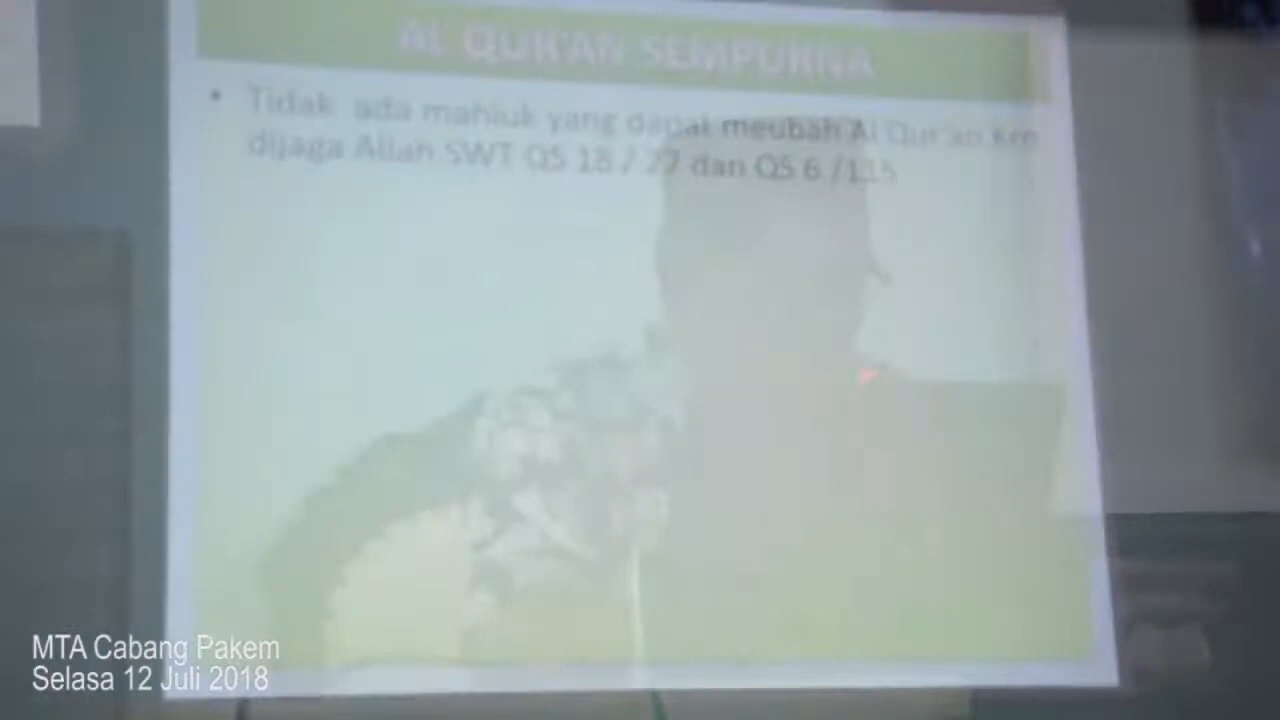 AL QUR'AN SEMPURNA
• Tidak ada mahluk yang dapat meubah Al Qur'an kre
dijaga Allah SWT QS 18 / 27 dan QS 6 /115
MTA Cabang Pakem
Selasa 12 Juli 2018